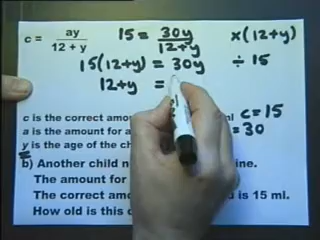 c = ay / 12 + y 15 = 30y / 12+y x(12+y)
15(12+y) = 30y ÷ 15
12+y =
c is the correct amo al c = 15
a is the amount for a = 30
y is the age of the ch
b) Another child n ine.
The amount for
The correct amo d is 15 ml.
How old is this c